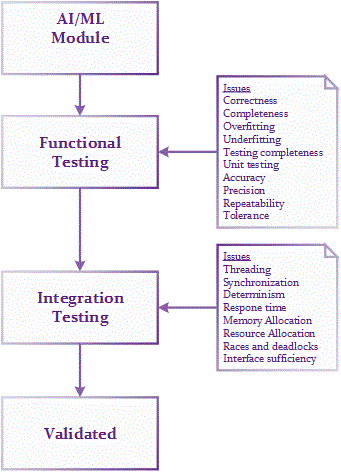 AI/ML
Module
Functional
Testing
Issues
Correctness
Completeness
Overfitting
Underfitting
Testing completeness
Unit testing
Accuracy
Precision
Repeatability
Tolerance
Integration
Testing
Issues
Threading
Synchronization
Determinism
Respone time
Memory Allocation
Resource Allocation
Races and deadlocks
Interface sufficiency
Validated